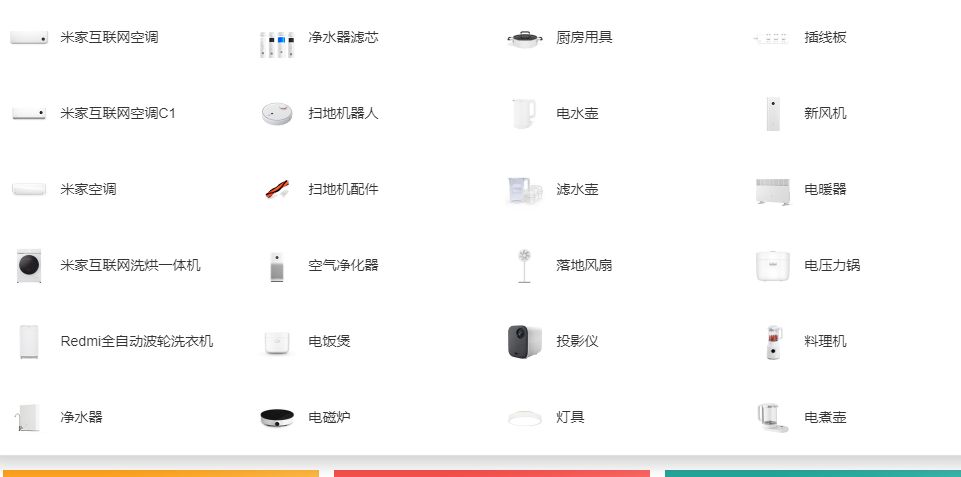 米家互联网空调
净水器滤芯
厨房用具
插线板
米家互联网空调C1
扫地机器人
电水壶
新风机
米家空调
扫地机配件
滤水壶
电暖器
米家互联网洗烘一体机
空气净化器
落地风扇
电压力锅
Redmi全自动波轮洗衣机
电饭煲
投影仪
料理机
净水器
电磁炉
灯具
电煮壶